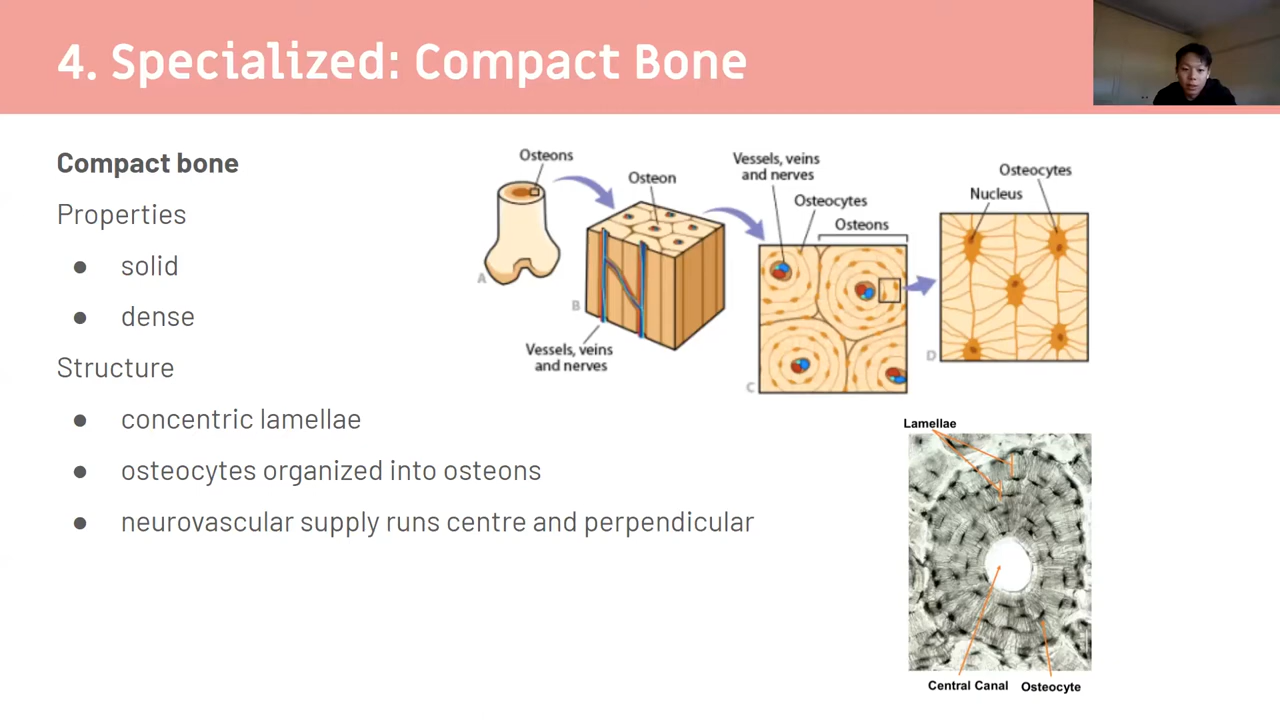 4. Specialized: Compact Bone
Compact bone
Properties
● solid
● dense
Structure
● concentric lamellae
● osteocytes organized into osteons
● neurovascular supply runs centre and perpendicular
Osteons
A
Osteon
B
Vessels, veins
and nerves
Vessels, veins
and nerves
Osteocytes
Osteons
C
Osteocytes
Nucleus
D
Lamellae
Central Canal
Osteocyte